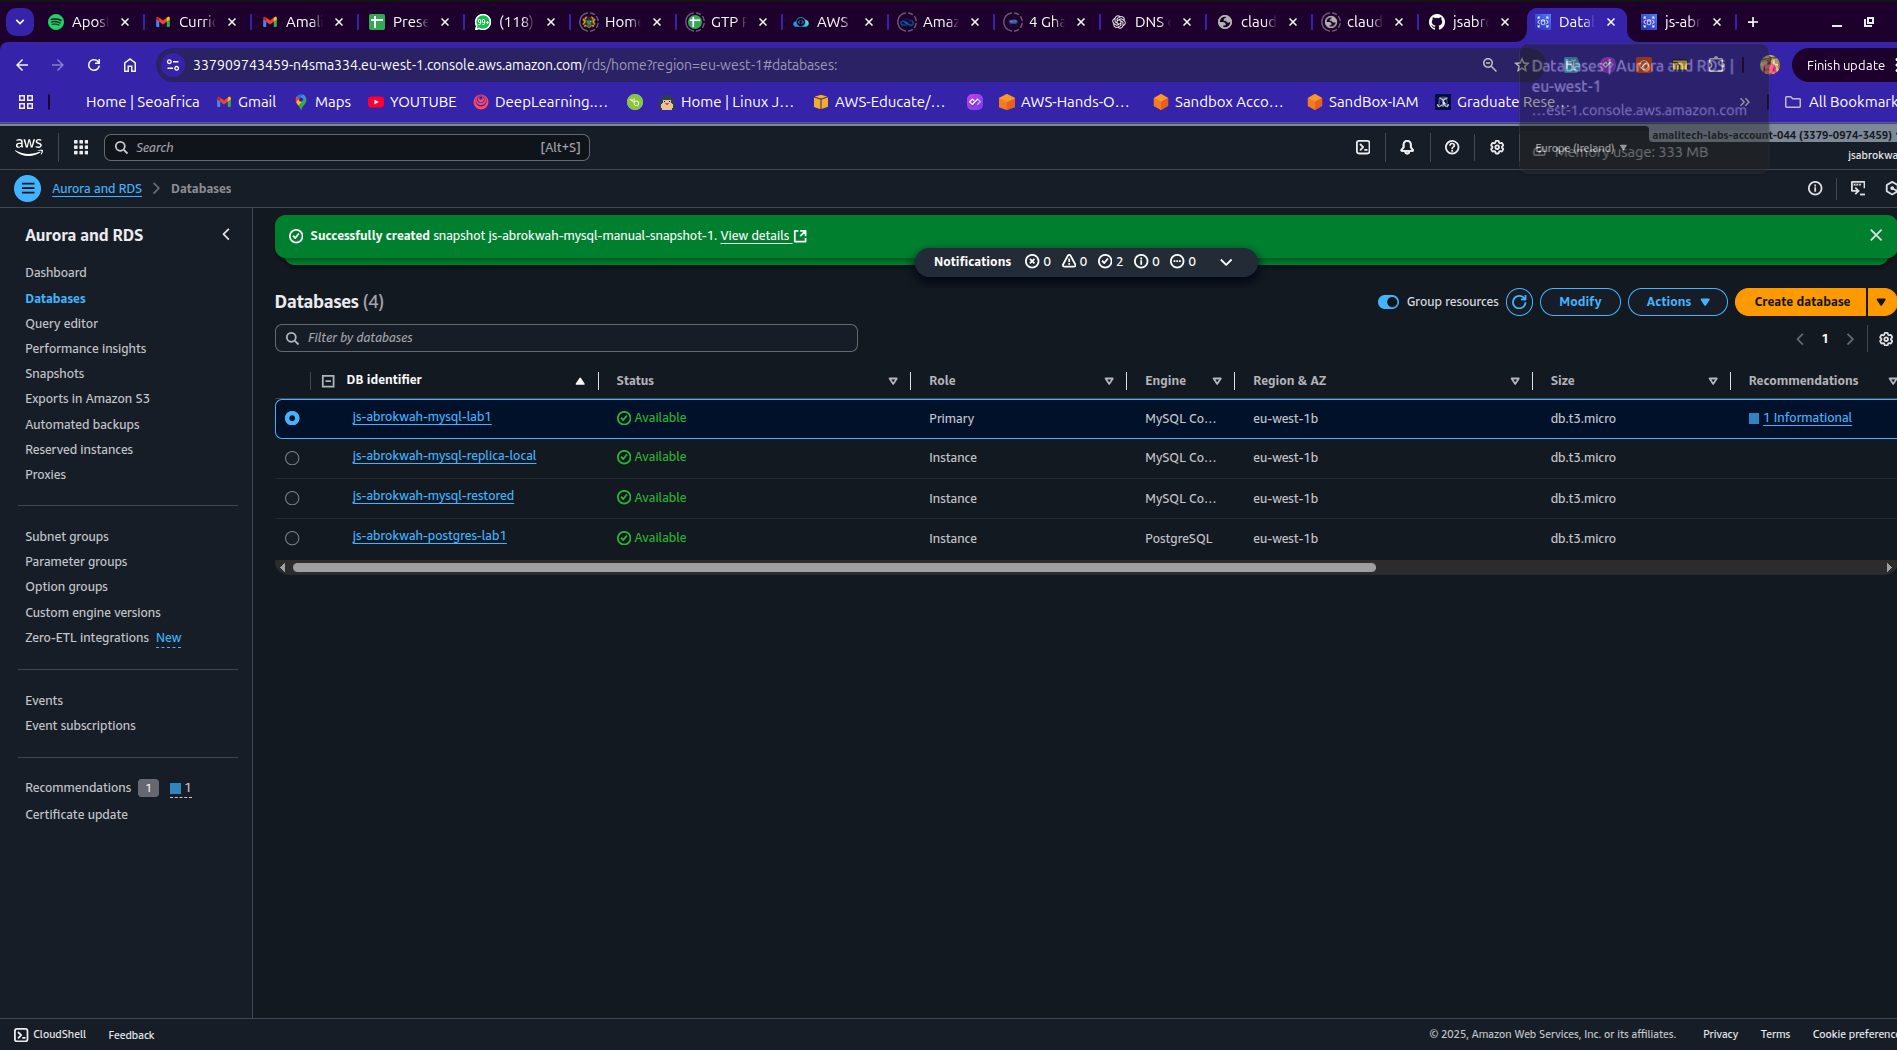 Apos
Curric
Amali
Prese
99+ (118)
Hom
GTP F
AWS
Amaz
4 Gha
DNS
claud
claud
jsabr
Data
js-abr
337909743459-n4sma334.eu-west-1.console.aws.amazon.com/rds/home?region=eu-west-1#databases:
Finish update
Databases | Aurora and RDS |
eu-west-1
...est-1.console.aws.amazon.com
Memory usage: 333 MB
Home | Seoafrica
Gmail
Maps
YOUTUBE
DeepLearning....
Home | Linux J...
AWS-Educate/...
AWS-Hands-O...
Sandbox Acco...
SandBox-IAM
Graduate Rese...
All Bookmark
aws
Search
[Alt+S]
Europe (Ireland)
amalitech-labs-account-044 (3379-0974-3459)
jsabrokwa
Aurora and RDS
Databases
Aurora and RDS
Dashboard
Databases
Query editor
Performance insights
Snapshots
Exports in Amazon S3
Automated backups
Reserved instances
Proxies
Subnet groups
Parameter groups
Option groups
Custom engine versions
Zero-ETL integrations New
Events
Event subscriptions
Recommendations 1 1
Certificate update
Successfully created snapshot js-abrokwah-mysql-manual-snapshot-1. View details
Notifications 0 0 2 0 0
Databases (4)
Group resources
Modify
Actions
Create database
Filter by databases
1
DB identifier Status Role Engine Region & AZ Size Recommendations
js-abrokwah-mysql-lab1 Available Primary MySQL Co... eu-west-1b db.t3.micro 1 Informational
js-abrokwah-mysql-replica-local Available Instance MySQL Co... eu-west-1b db.t3.micro
js-abrokwah-mysql-restored Available Instance MySQL Co... eu-west-1b db.t3.micro
js-abrokwah-postgres-lab1 Available Instance PostgreSQL eu-west-1b db.t3.micro
CloudShell
Feedback
© 2025, Amazon Web Services, Inc. or its affiliates.
Privacy
Terms
Cookie preference